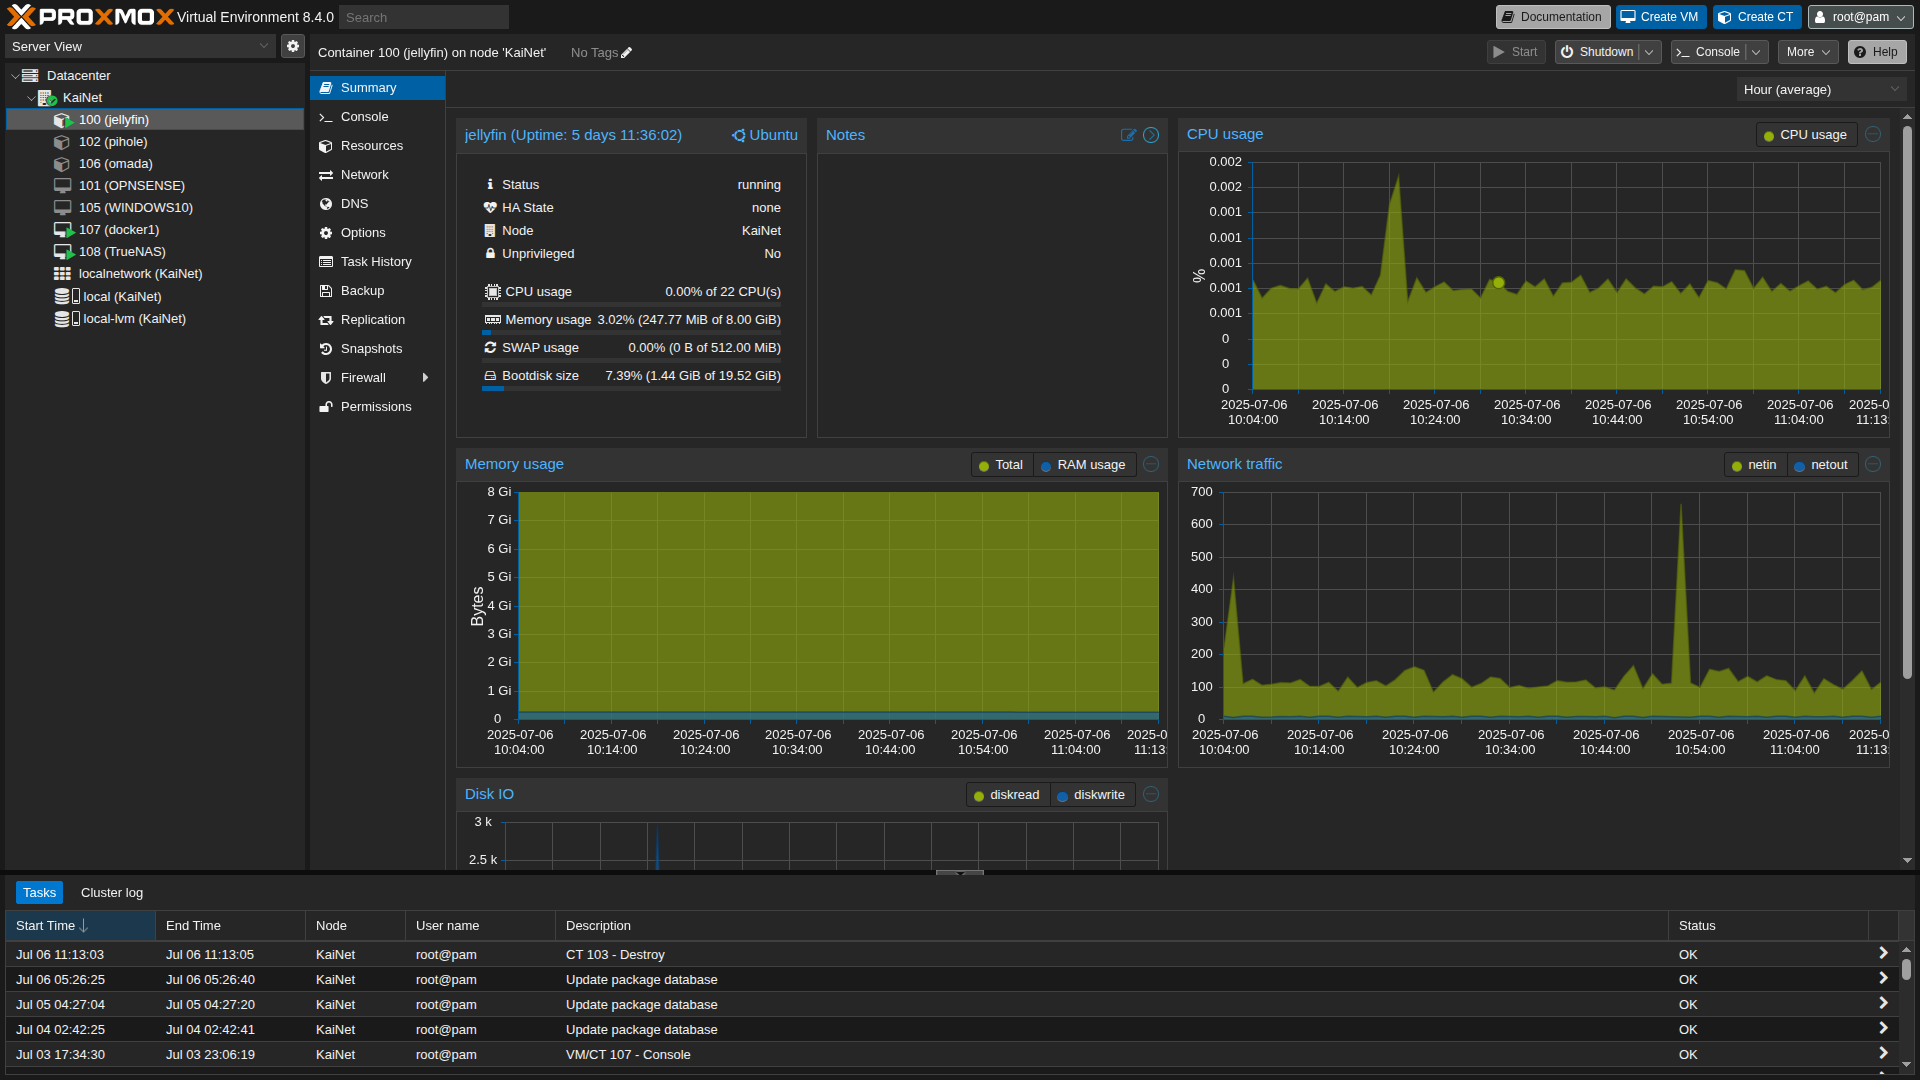 PROXMOX Virtual Environment 8.4.0 Search Documentation Create VM Create CT root@pam
Server View
Container 100 (jellyfin) on node 'KaiNet' No Tags Start Shutdown Console More Help
Datacenter
KaiNet
100 (jellyfin)
102 (pihole)
106 (omada)
101 (OPNSENSE)
105 (WINDOWS10)
107 (docker1)
108 (TrueNAS)
localnetwork (KaiNet)
local (KaiNet)
local-lvm (KaiNet)
Summary
Console
Resources
Network
DNS
Options
Task History
Backup
Replication
Snapshots
Firewall
Permissions
Hour (average)
jellyfin (Uptime: 5 days 11:36:02) Ubuntu
Status running
HA State none
Node KaiNet
Unprivileged No
CPU usage 0.00% of 22 CPU(s)
Memory usage 3.02% (247.77 MiB of 8.00 GiB)
SWAP usage 0.00% (0 B of 512.00 MiB)
Bootdisk size 7.39% (1.44 GiB of 19.52 GiB)
Notes
CPU usage CPU usage
0.002
0.002
0.001
0.001
0.001
0.001
0.001
0
0
0
%
2025-07-06 2025-07-06 2025-07-06 2025-07-06 2025-07-06 2025-07-06 2025-07-06 2025-0
10:04:00 10:14:00 10:24:00 10:34:00 10:44:00 10:54:00 11:04:00 11:13:
Memory usage Total RAM usage
8 Gi
7 Gi
6 Gi
5 Gi
4 Gi
3 Gi
2 Gi
1 Gi
0
Bytes
2025-07-06 2025-07-06 2025-07-06 2025-07-06 2025-07-06 2025-07-06 2025-07-06 2025-0
10:04:00 10:14:00 10:24:00 10:34:00 10:44:00 10:54:00 11:04:00 11:13:
Network traffic netin netout
700
600
500
400
300
200
100
0
2025-07-06 2025-07-06 2025-07-06 2025-07-06 2025-07-06 2025-07-06 2025-07-06 2025-0
10:04:00 10:14:00 10:24:00 10:34:00 10:44:00 10:54:00 11:04:00 11:13:
Disk IO diskread diskwrite
3 k
2.5 k
Tasks Cluster log
Start Time End Time Node User name Description Status
Jul 06 11:13:03 Jul 06 11:13:05 KaiNet root@pam CT 103 - Destroy OK
Jul 06 05:26:25 Jul 06 05:26:40 KaiNet root@pam Update package database OK
Jul 05 04:27:04 Jul 05 04:27:20 KaiNet root@pam Update package database OK
Jul 04 02:42:25 Jul 04 02:42:41 KaiNet root@pam Update package database OK
Jul 03 17:34:30 Jul 03 23:06:19 KaiNet root@pam VM/CT 107 - Console OK